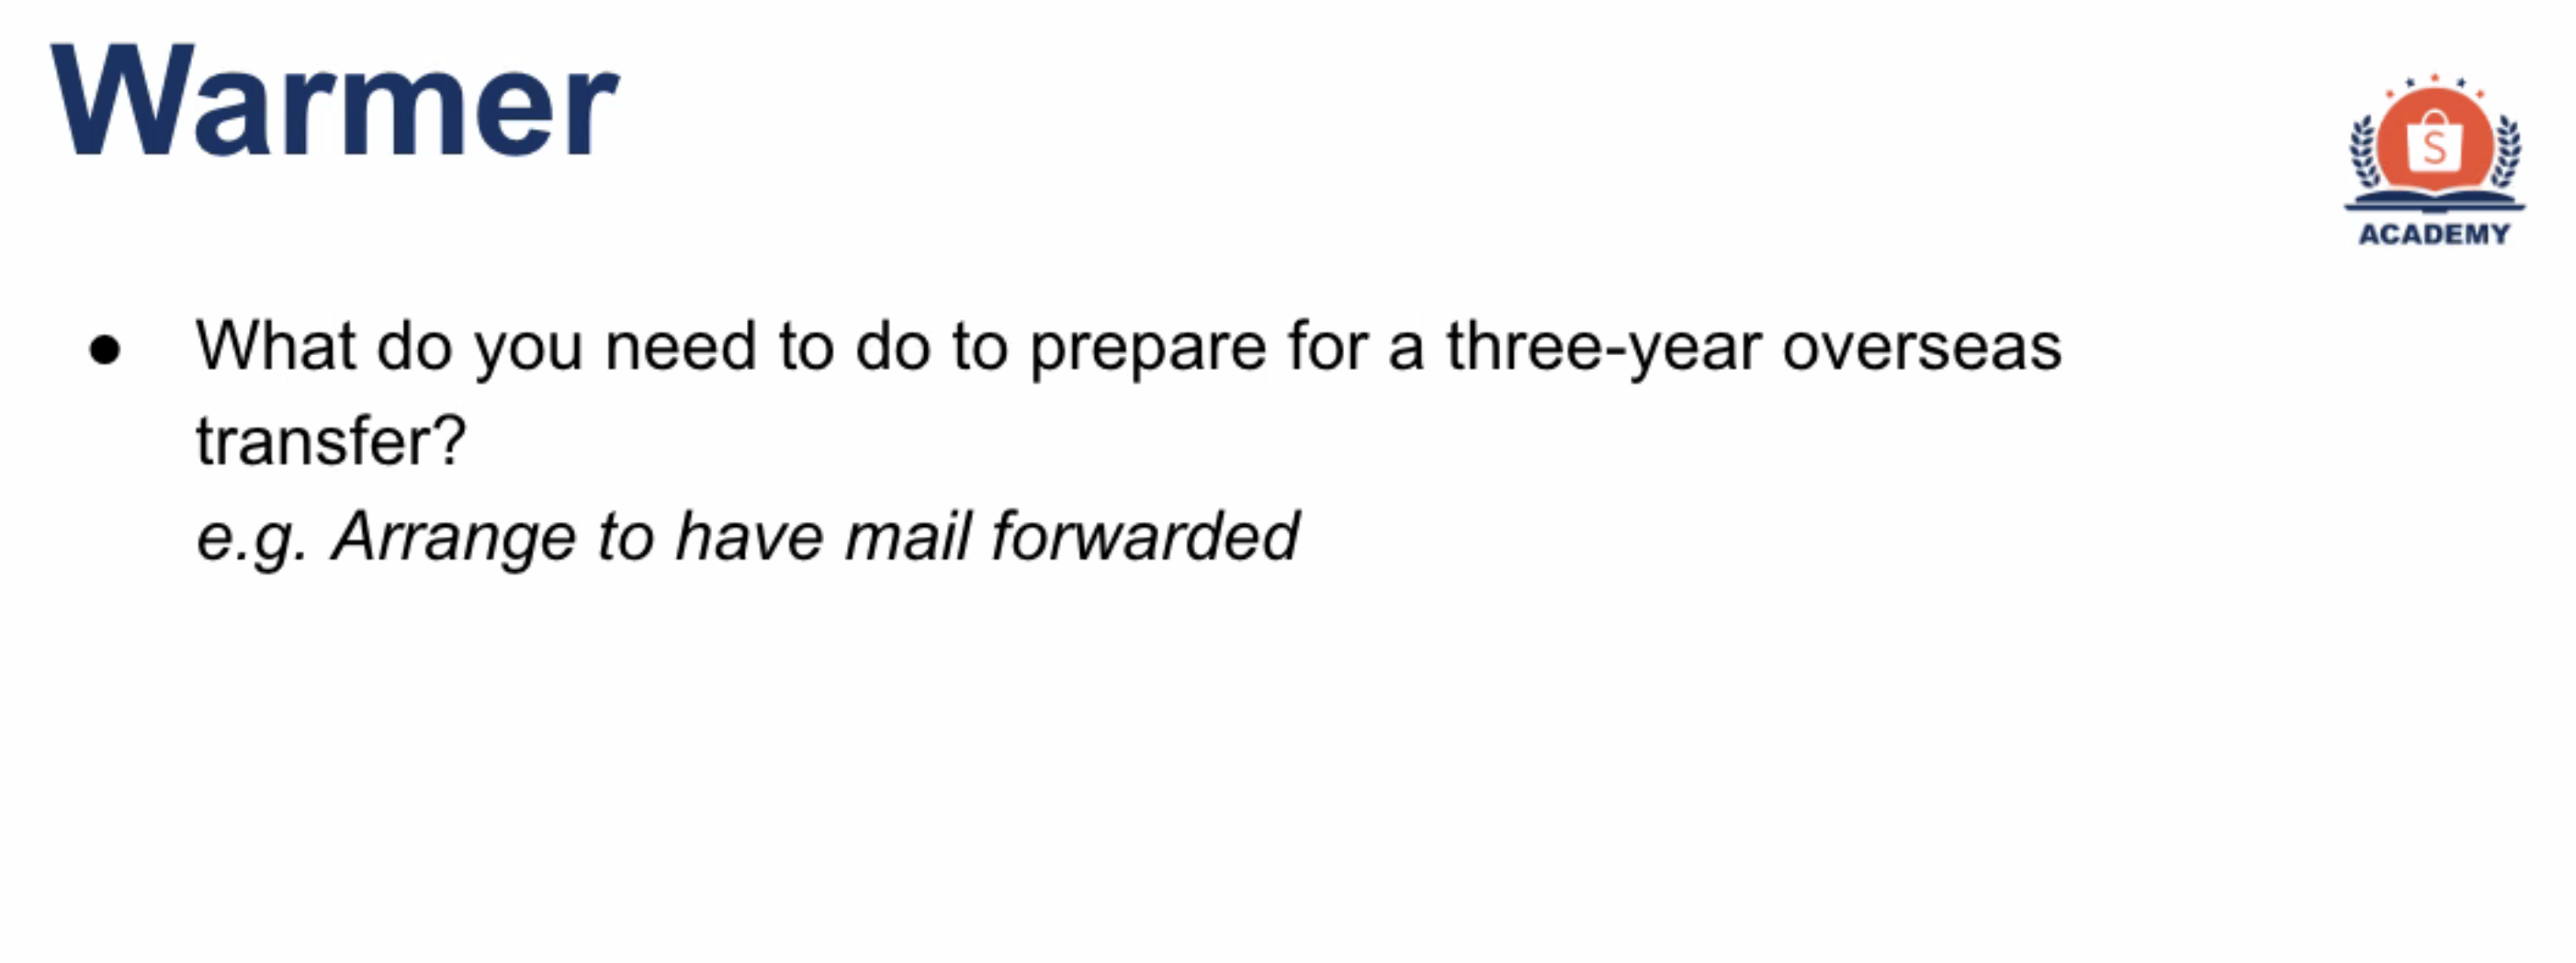 Warmer
S
ACADEMY
● What do you need to do to prepare for a three-year overseas
transfer?
e.g. Arrange to have mail forwarded